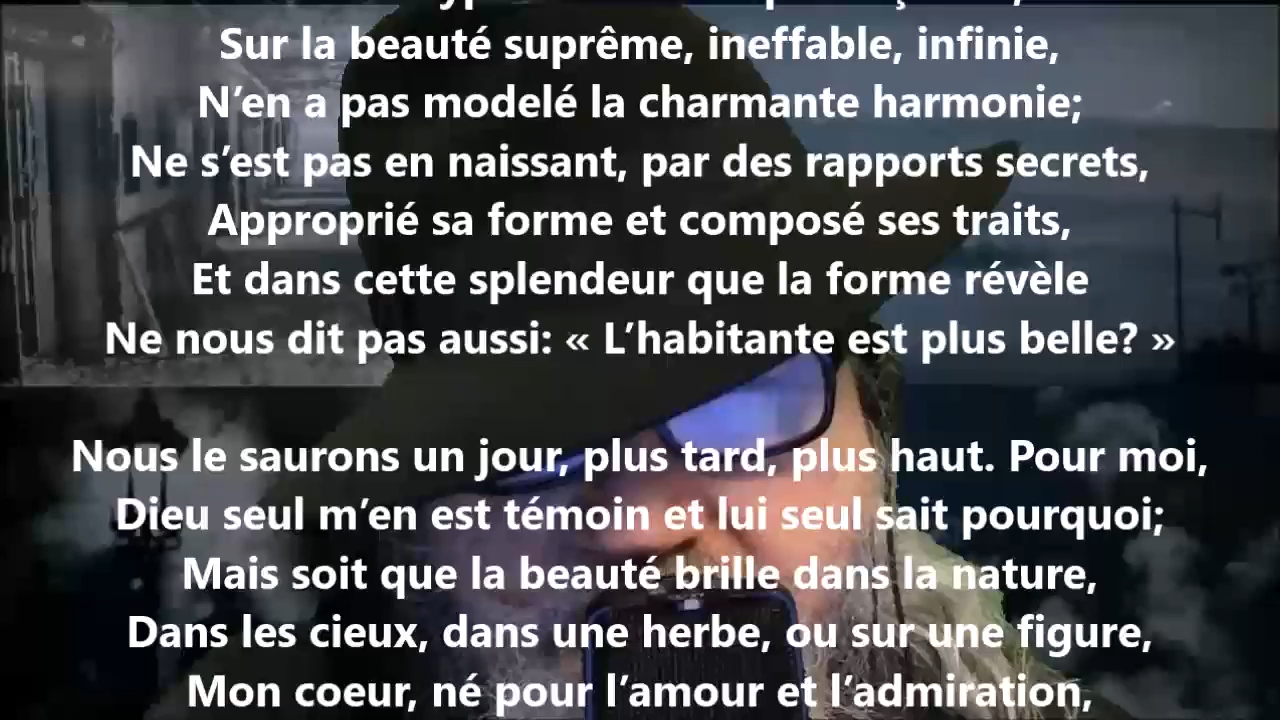 Sur la beauté suprême, ineffable, infinie,
N’en a pas modelé la charmante harmonie;
Ne s’est pas en naissant, par des rapports secrets,
Approprié sa forme et composé ses traits,
Et dans cette splendeur que la forme révèle
Ne nous dit pas aussi: « L’habitante est plus belle? »
Nous le saurons un jour, plus tard, plus haut. Pour moi,
Dieu seul m’en est témoin et lui seul sait pourquoi;
Mais soit que la beauté brille dans la nature,
Dans les cieux, dans une herbe, ou sur une figure,
Mon coeur, né pour l’amour et l’admiration,